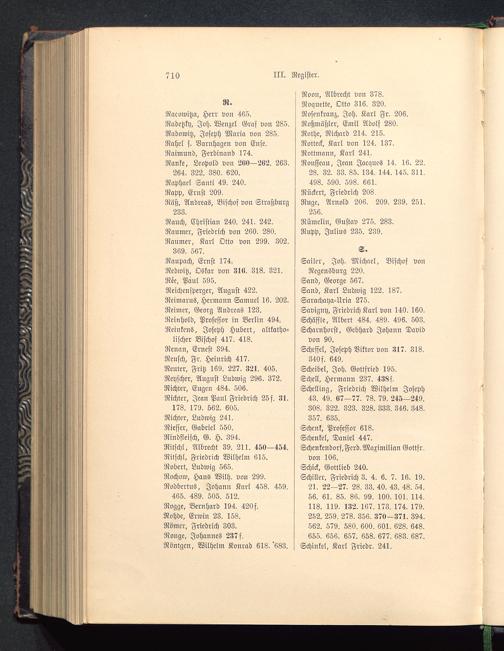 710
III. Register.
R.
Racowitza, Herr von 465.
Radetzky, Joh. Wenzel Graf von 285.
Radowitz, Joseph Maria von 285.
Rahel s. Varnhagen von Ense.
Raimund, Ferdinand 174.
Ranke, Leopold von 260—262. 263.
264. 322. 380. 620.
Raphael Santi 49. 240.
Rapp, Ernst 209.
Räß, Andreas, Bischof von Straßburg
233.
Rauch, Christian 240. 241. 242.
Raumer, Friedrich von 260. 280.
Raumer, Karl Otto von 299. 302.
369. 567.
Raupach, Ernst 174.
Redwitz, Oskar von 316. 318. 321.
Rée, Paul 595.
Reichensperger, August 422.
Reimarus, Hermann Samuel 16. 202.
Reimer, Georg Andreas 123.
Reinhold, Professor in Berlin 494.
Reinkens, Joseph Hubert, altkatho-
lischer Bischof 417. 418.
Renan, Ernest 394.
Reusch, Fr. Heinrich 417.
Reuter, Fritz 169. 227. 321. 405.
Reyscher, August Ludwig 296. 372.
Richter, Eugen 484. 506.
Richter, Jean Paul Friedrich 25f. 31.
178. 179. 562. 605.
Richter, Ludwig 241.
Riesser, Gabriel 550.
Rindfleisch, G. H. 394.
Ritschl, Albrecht 39. 211. 450—454.
Ritschl, Friedrich Wilhelm 615.
Robert, Ludwig 565.
Rochow, Hans Wilh. von 299.
Rodbertus, Johann Karl 458. 459.
465. 489. 505. 512.
Rogge, Bernhard 194. 420f.
Rohde, Erwin 23. 158.
Römer, Friedrich 303.
Ronge, Johannes 237f.
Röntgen, Wilhelm Konrad 618. 683.
Roon, Albrecht von 378.
Roquette, Otto 316. 320.
Rosenkranz, Joh. Karl Fr. 206.
Roßmäßler, Emil Adolf 280.
Rothe, Richard 214. 215.
Rotteck, Karl von 124. 137.
Rottmann, Karl 241.
Rousseau, Jean Jacques 14. 16. 22.
28. 32. 33. 85. 134. 144. 145. 311.
498. 590. 598. 661.
Rückert, Friedrich 208.
Ruge, Arnold 206. 209. 239. 251.
256.
Rümelin, Gustav 275. 283.
Rupp, Julius 235. 239.
S.
Sailer, Joh. Michael, Bischof von
Regensburg 220.
Sand, George 567.
Sand, Karl Ludwig 122. 187.
Sarachaga-Uria 275.
Savigny, Friedrich Karl von 140. 160.
Schäffle, Albert 484. 489. 496. 503.
Scharnhorst, Gebhard Johann David
von 90.
Scheffel, Joseph Viktor von 317. 318.
340f. 649.
Scheibel, Joh. Gottfried 195.
Schell, Hermann 237. 438f.
Schelling, Friedrich Wilhelm Joseph
43. 49. 67—77. 78. 79. 245—249.
308. 322. 323. 328. 333. 346. 348.
357. 635.
Schenk, Professor 618.
Schenkel, Daniel 447.
Schenkendorf, Ferd. Maximilian Gottfr.
von 106.
Schick, Gottlieb 240.
Schiller, Friedrich 3. 4. 6. 7. 16. 19.
21. 22—27. 28. 33. 40. 43. 48. 54.
56. 61. 85. 86. 99. 100. 101. 114.
118. 119. 132. 167. 173. 174. 179.
252. 259. 278. 356. 370—371. 394.
562. 579. 580. 600. 601. 628. 648.
655. 656. 657. 658. 677. 683. 687.
Schinkel, Karl Friedr. 241.